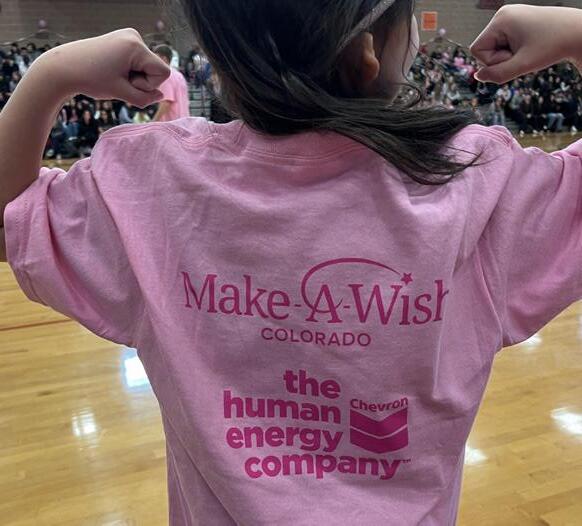 Make-A-Wish
COLORADO
the
human
energy
company™
Chevron